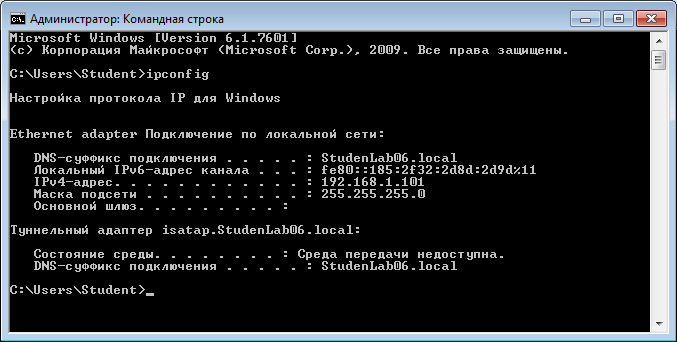 Администратор: Командная строка
Microsoft Windows [Version 6.1.7601]
(c) Корпорация Майкрософт (Microsoft Corp.), 2009. Все права защищены.
C:\Users\Student>ipconfig
Настройка протокола IP для Windows
Ethernet adapter Подключение по локальной сети:
DNS-суффикс подключения . . . . . : StudenLab06.local
Локальный IPv6-адрес канала . . . : fe80::185:2f32:2d8d:2d9d%11
IPv4-адрес. . . . . . . . . . . . : 192.168.1.101
Маска подсети . . . . . . . . . . : 255.255.255.0
Основной шлюз. . . . . . . . . :
Туннельный адаптер isatap.StudenLab06.local:
Состояние среды. . . . . . . . : Среда передачи недоступна.
DNS-суффикс подключения . . . . . : StudenLab06.local
C:\Users\Student>_